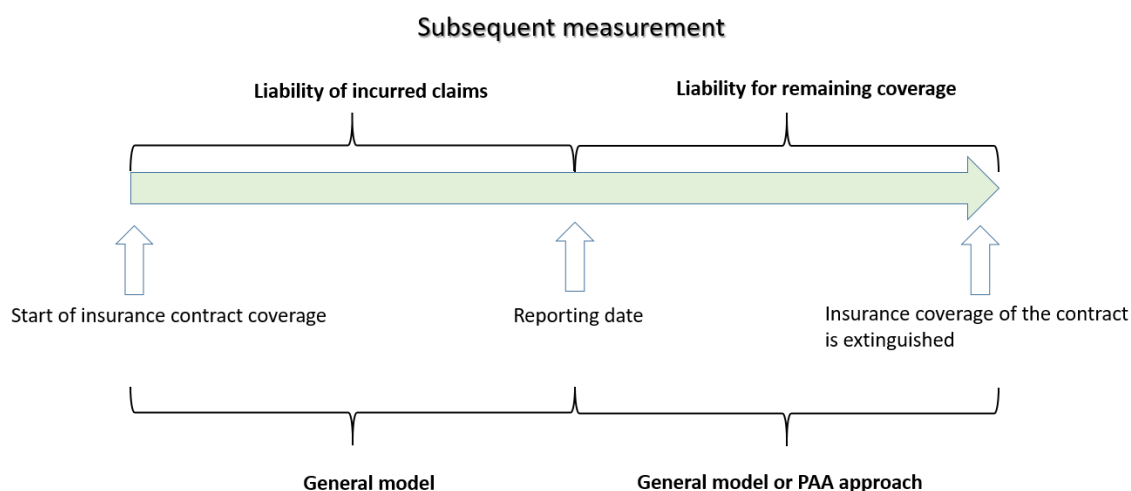 Subsequent measurement
Liability of incurred claims
Liability for remaining coverage
Start of insurance contract coverage
Reporting date
Insurance coverage of the contract
is extinguished
General model
General model or PAA approach